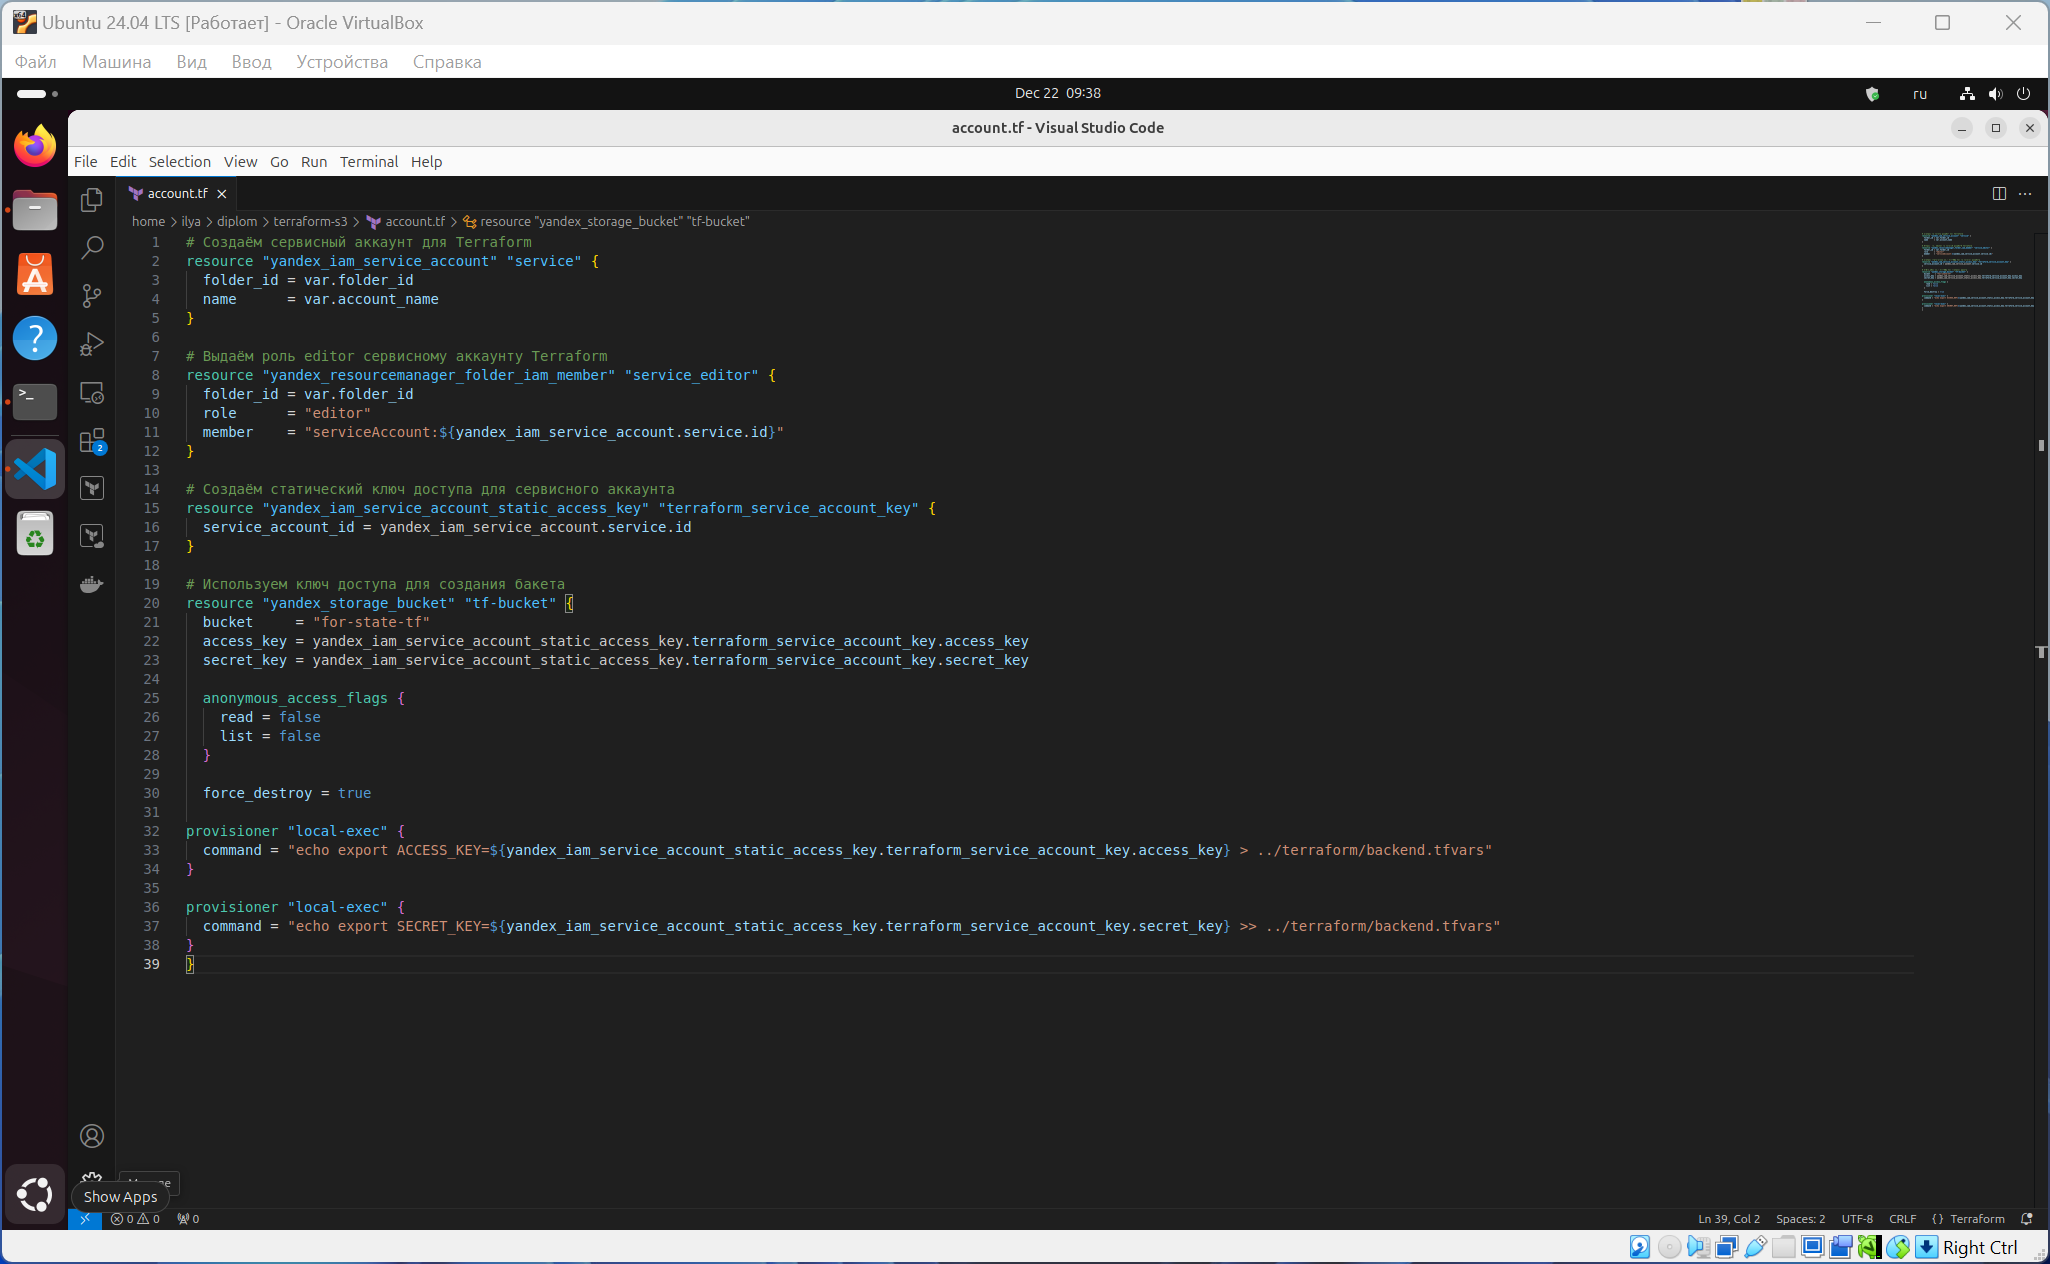 Ubuntu 24.04 LTS [Работает] - Oracle VirtualBox
Файл Машина Вид Ввод Устройства Справка
Dec 22 09:38
ru
account.tf - Visual Studio Code
File Edit Selection View Go Run Terminal Help
account.tf
home > ilya > diplom > terraform-s3 > account.tf > resource "yandex_storage_bucket" "tf-bucket"
1 # Создаём сервисный аккаунт для Terraform
2 resource "yandex_iam_service_account" "service" {
3 folder_id = var.folder_id
4 name      = var.account_name
5 }
6
7 # Выдаём роль editor сервисному аккаунту Terraform
8 resource "yandex_resourcemanager_folder_iam_member" "service_editor" {
9 folder_id = var.folder_id
10 role      = "editor"
11 member    = "serviceAccount:${yandex_iam_service_account.service.id}"
12 }
13
14 # Создаём статический ключ доступа для сервисного аккаунта
15 resource "yandex_iam_service_account_static_access_key" "terraform_service_account_key" {
16 service_account_id = yandex_iam_service_account.service.id
17 }
18
19 # Используем ключ доступа для создания бакета
20 resource "yandex_storage_bucket" "tf-bucket" {
21 bucket     = "for-state-tf"
22 access_key = yandex_iam_service_account_static_access_key.terraform_service_account_key.access_key
23 secret_key = yandex_iam_service_account_static_access_key.terraform_service_account_key.secret_key
24
25 anonymous_access_flags {
26 read = false
27 list = false
28 }
29
30 force_destroy = true
31
32 provisioner "local-exec" {
33 command = "echo export ACCESS_KEY=${yandex_iam_service_account_static_access_key.terraform_service_account_key.access_key} > ../terraform/backend.tfvars"
34 }
35
36 provisioner "local-exec" {
37 command = "echo export SECRET_KEY=${yandex_iam_service_account_static_access_key.terraform_service_account_key.secret_key} >> ../terraform/backend.tfvars"
38 }
39 }
2
Show Apps
0 0 0
Ln 39, Col 2 Spaces: 2 UTF-8 CRLF {} Terraform
Right Ctrl